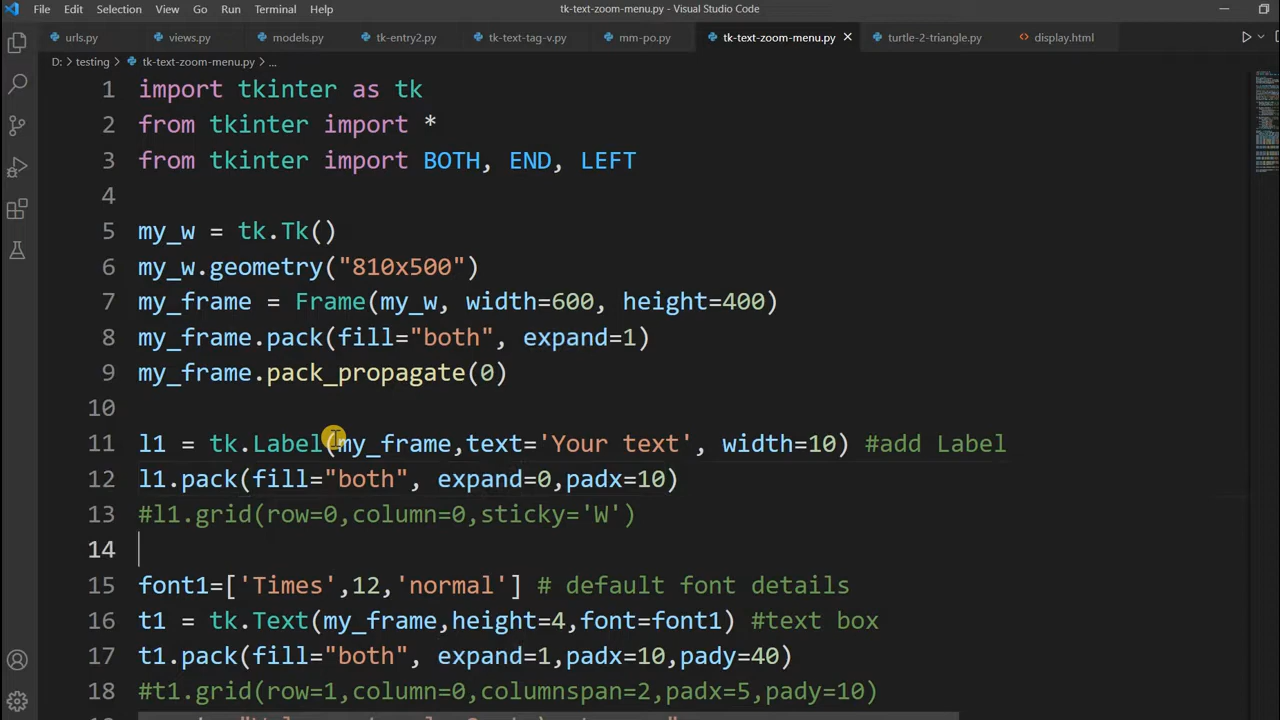 File Edit Selection View Go Run Terminal Help tk-text-zoom-menu.py - Visual Studio Code
urls.py views.py models.py tk-entry2.py tk-text-tag-v.py mm-po.py tk-text-zoom-menu.py turtle-2-triangle.py display.html
D: > testing > tk-text-zoom-menu.py > ...
1 import tkinter as tk
2 from tkinter import *
3 from tkinter import BOTH, END, LEFT
4
5 my_w = tk.Tk()
6 my_w.geometry("810x500")
7 my_frame = Frame(my_w, width=600, height=400)
8 my_frame.pack(fill="both", expand=1)
9 my_frame.pack_propagate(0)
10
11 l1 = tk.Label(my_frame,text='Your text', width=10) #add Label
12 l1.pack(fill="both", expand=0,padx=10)
13 #l1.grid(row=0,column=0,sticky='W')
14
15 font1=['Times',12,'normal'] # default font details
16 t1 = tk.Text(my_frame,height=4,font=font1) #text box
17 t1.pack(fill="both", expand=1,padx=10,pady=40)
18 #t1.grid(row=1,column=0,columnspan=2,padx=5,pady=10)